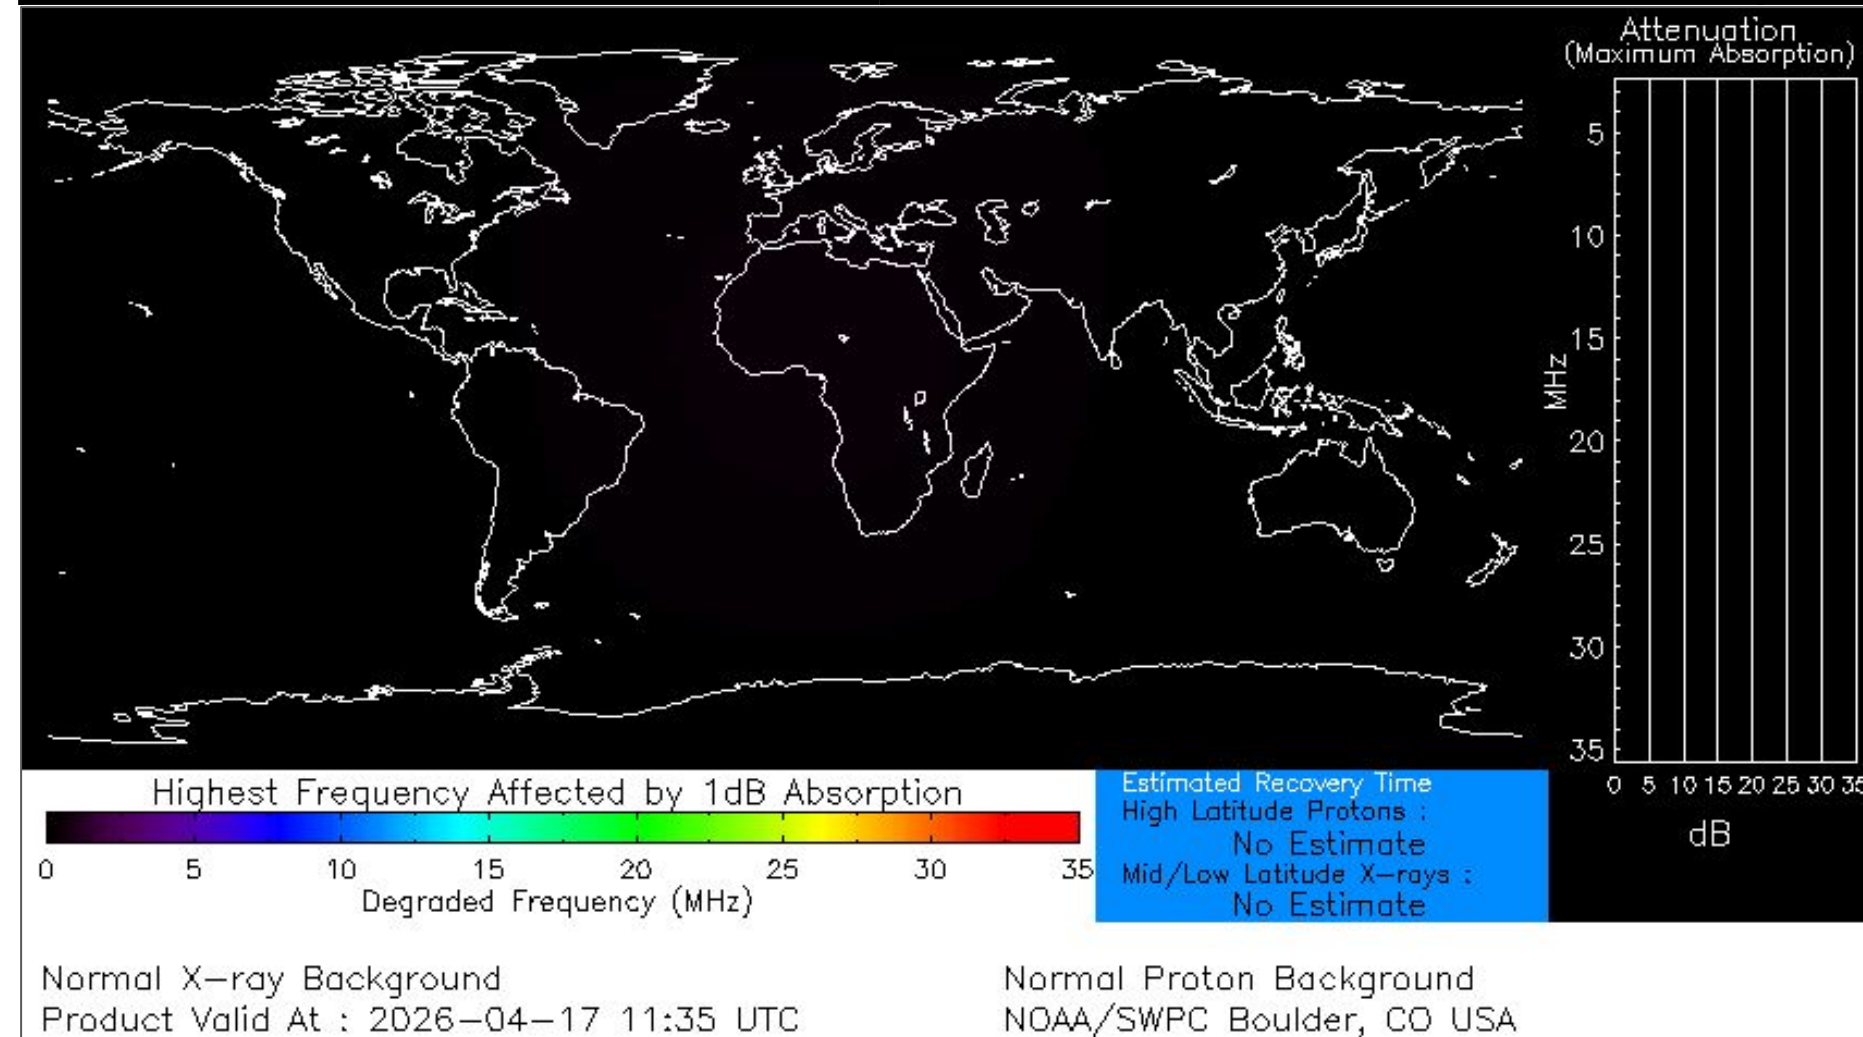 Attenuation
(Maximum Absorption)
5
10
15
20
25
30
35
MHz
0 5 10 15 20 25 30 35
dB
Highest Frequency Affected by 1dB Absorption
0 5 10 15 20 25 30 35
Degraded Frequency (MHz)
Estimated Recovery Time
High Latitude Protons :
No Estimate
Mid/Low Latitude X-rays :
No Estimate
Normal X-ray Background
Normal Proton Background
Product Valid At : 2026-04-17 11:35 UTC
NOAA/SWPC Boulder, CO USA